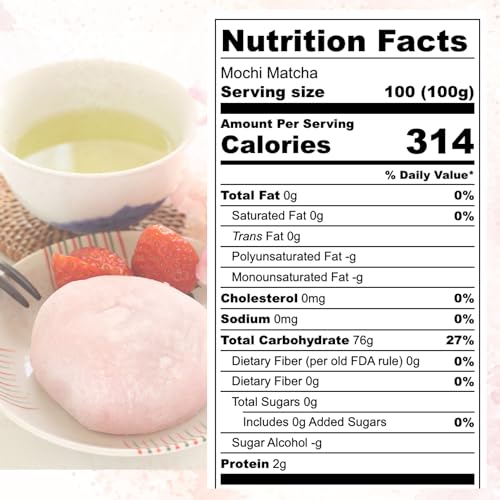 Nutrition Facts
Mochi Matcha
Serving size 100 (100g)
Amount Per Serving
Calories 314
% Daily Value*
Total Fat 0g 0%
Saturated Fat 0g 0%
Trans Fat 0g
Polyunsaturated Fat -g
Monounsaturated Fat -g
Cholesterol 0mg 0%
Sodium 0mg 0%
Total Carbohydrate 76g 27%
Dietary Fiber (per old FDA rule) 0g 0%
Dietary Fiber 0g 0%
Total Sugars 0g
Includes 0g Added Sugars 0%
Sugar Alcohol -g
Protein 2g